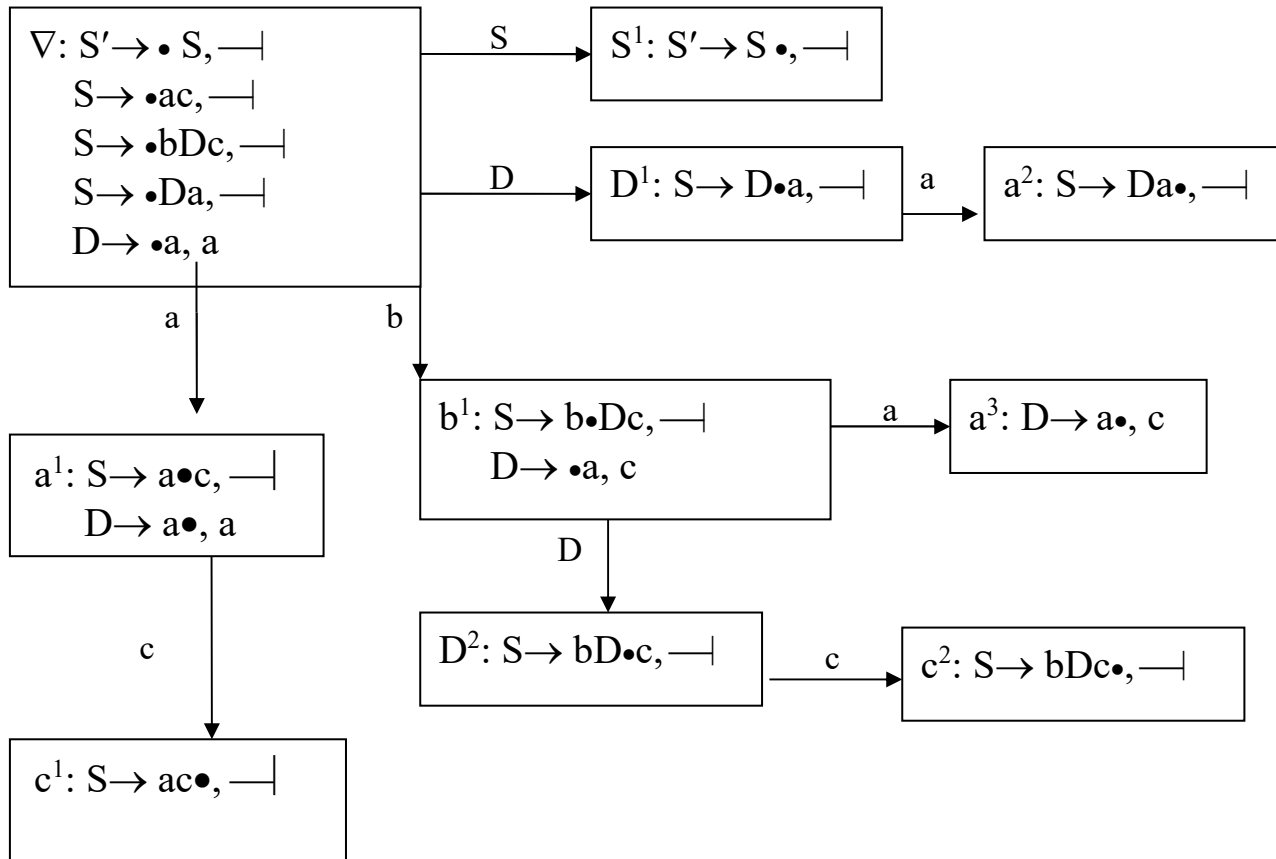 ∇: S′→ • S, ─┤
S→ •ac, ─┤
S→ •bDc, ─┤
S→ •Da, ─┤
D→ •a, a
S
S¹: S′→ S •, ─┤
D
D¹: S→ D•a, ─┤
a
a²: S→ Da•, ─┤
a
b
b¹: S→ b•Dc, ─┤
D→ •a, c
a
a³: D→ a•, c
a¹: S→ a●c, ─┤
D→ a●, a
D
c
D²: S→ bD•c, ─┤
c
c²: S→ bDc•, ─┤
c¹: S→ ac●, ─┤